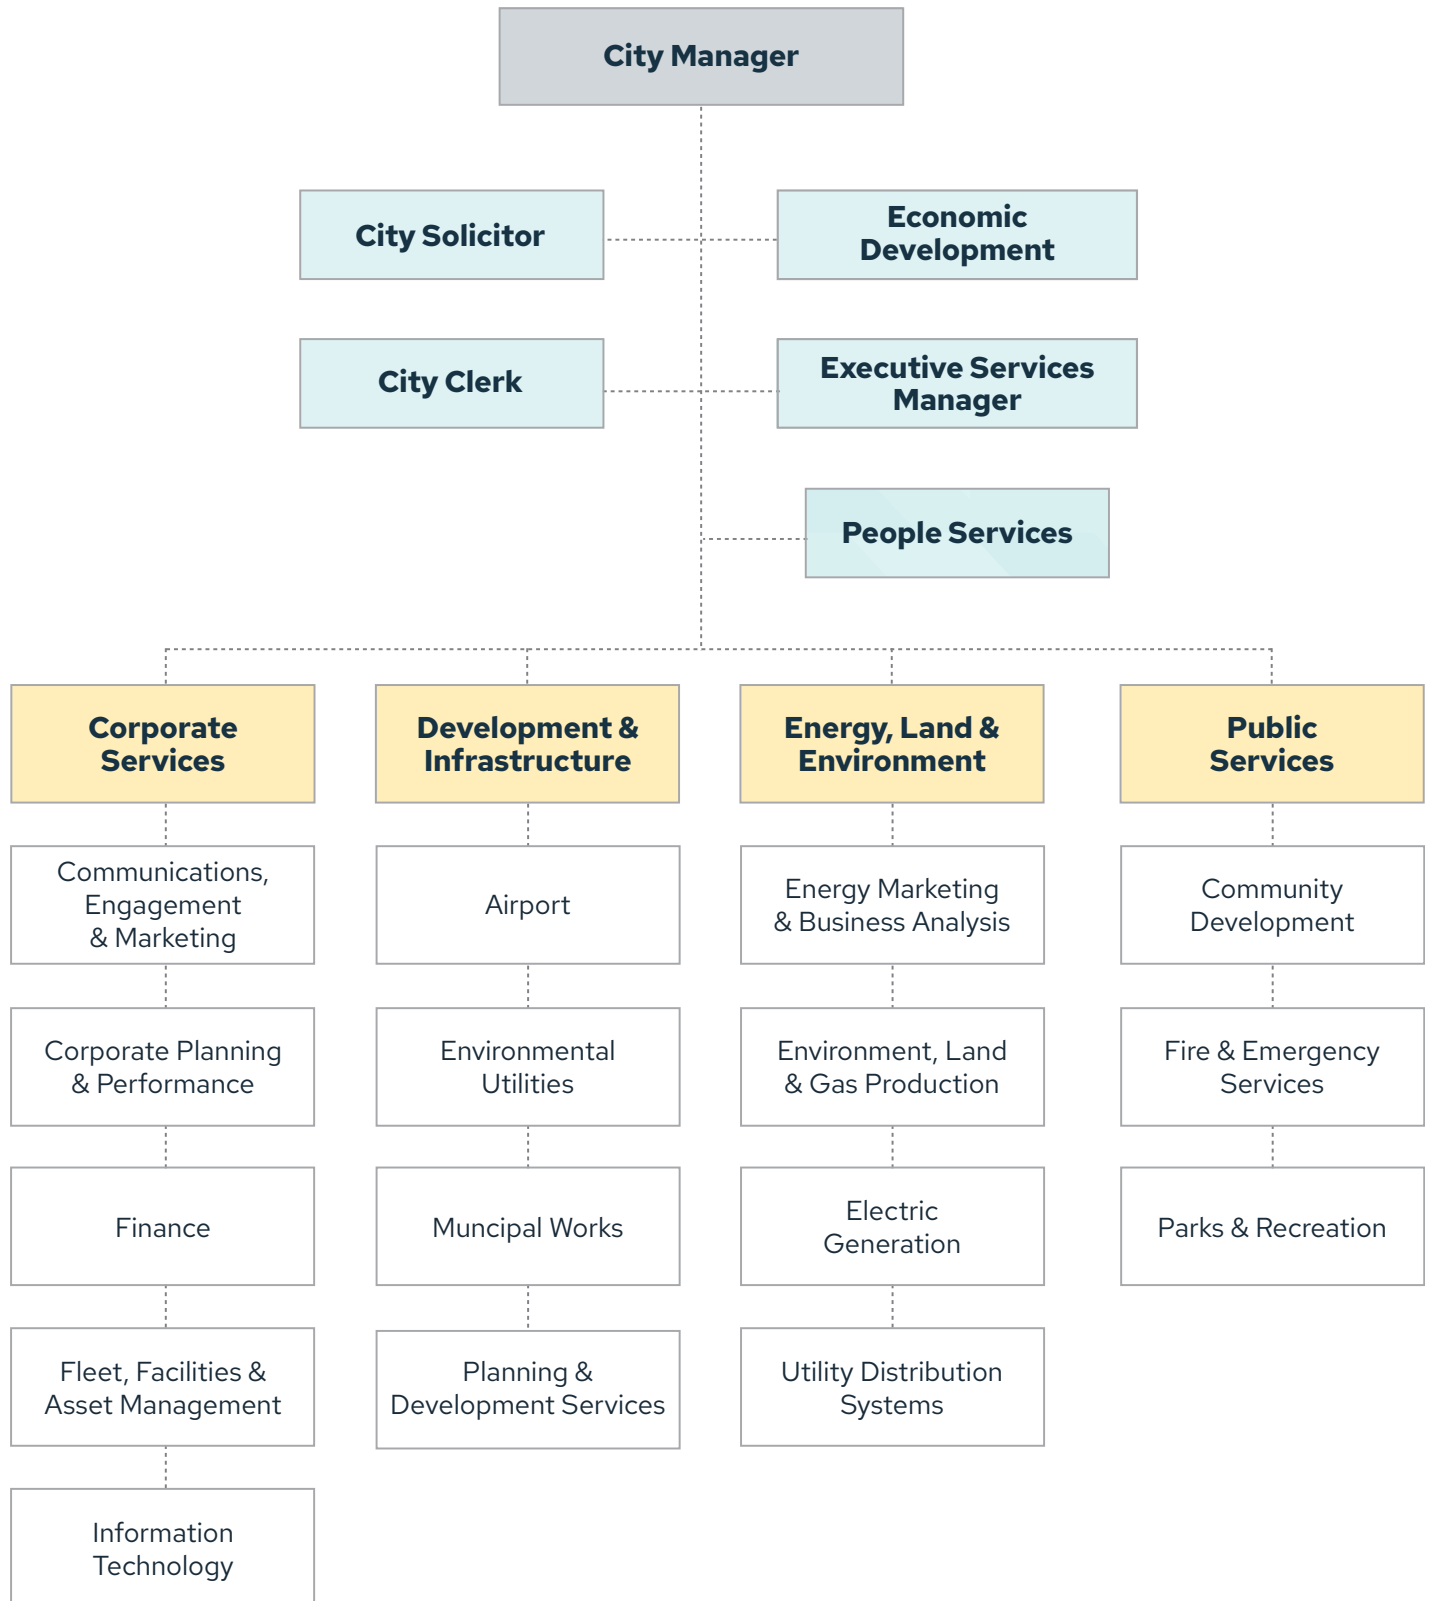 City Manager
City Solicitor
Economic
Development
City Clerk
Executive Services
Manager
People Services
Corporate
Services
Development &
Infrastructure
Energy, Land &
Environment
Public
Services
Communications,
Engagement
& Marketing
Airport
Energy Marketing
& Business Analysis
Community
Development
Corporate Planning
& Performance
Environmental
Utilities
Environment, Land
& Gas Production
Fire & Emergency
Services
Finance
Muncipal Works
Electric
Generation
Parks & Recreation
Fleet, Facilities &
Asset Management
Planning &
Development Services
Utility Distribution
Systems
Information
Technology